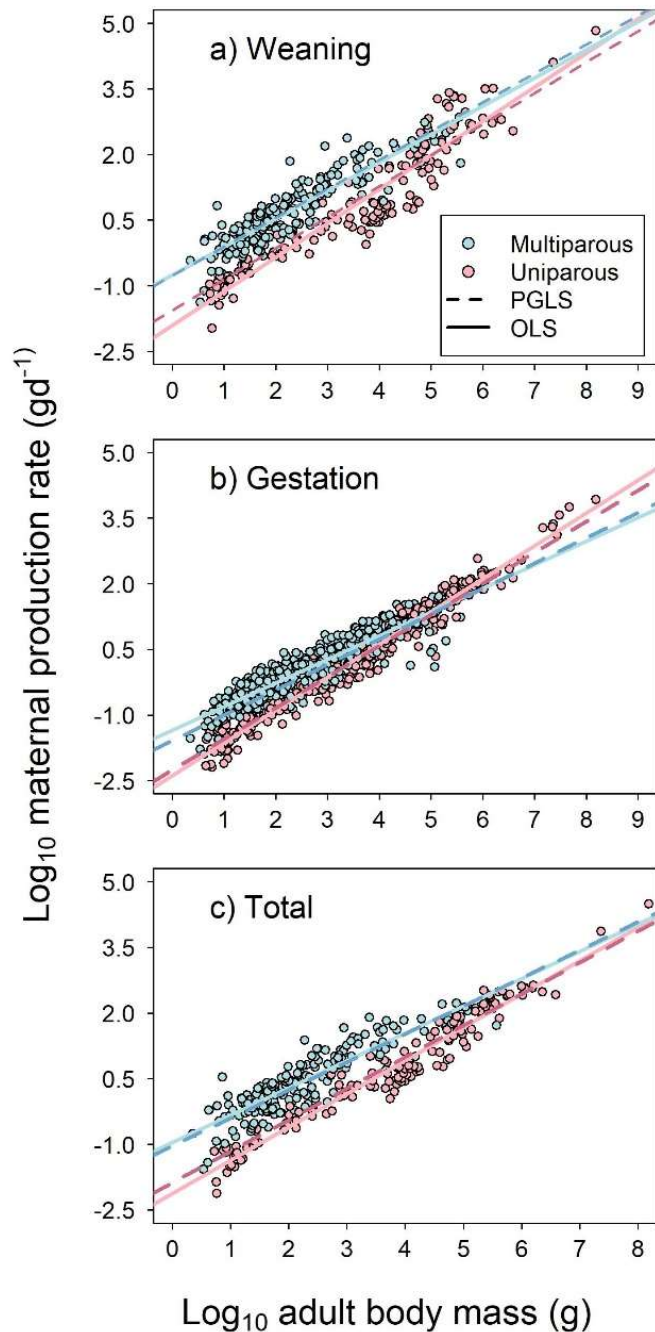 Log10 maternal production rate (gd⁻¹)
a) Weaning
5.0
3.5
2.0
0.5
-1.0
-2.5
Multiparous
Uniparous
PGLS
OLS
0 1 2 3 4 5 6 7 8 9
b) Gestation
5.0
3.5
2.0
0.5
-1.0
-2.5
0 1 2 3 4 5 6 7 8 9
c) Total
5.0
3.5
2.0
0.5
-1.0
-2.5
0 1 2 3 4 5 6 7 8
Log10 adult body mass (g)